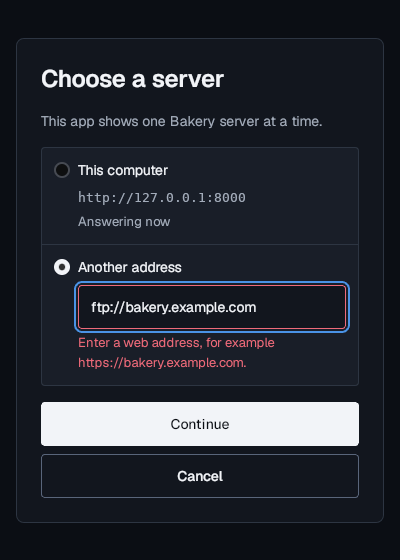 Choose a server
This app shows one Bakery server at a time.
This computer
http://127.0.0.1:8000
Answering now
Another address
ftp://bakery.example.com
Enter a web address, for example
https://bakery.example.com.
Continue
Cancel